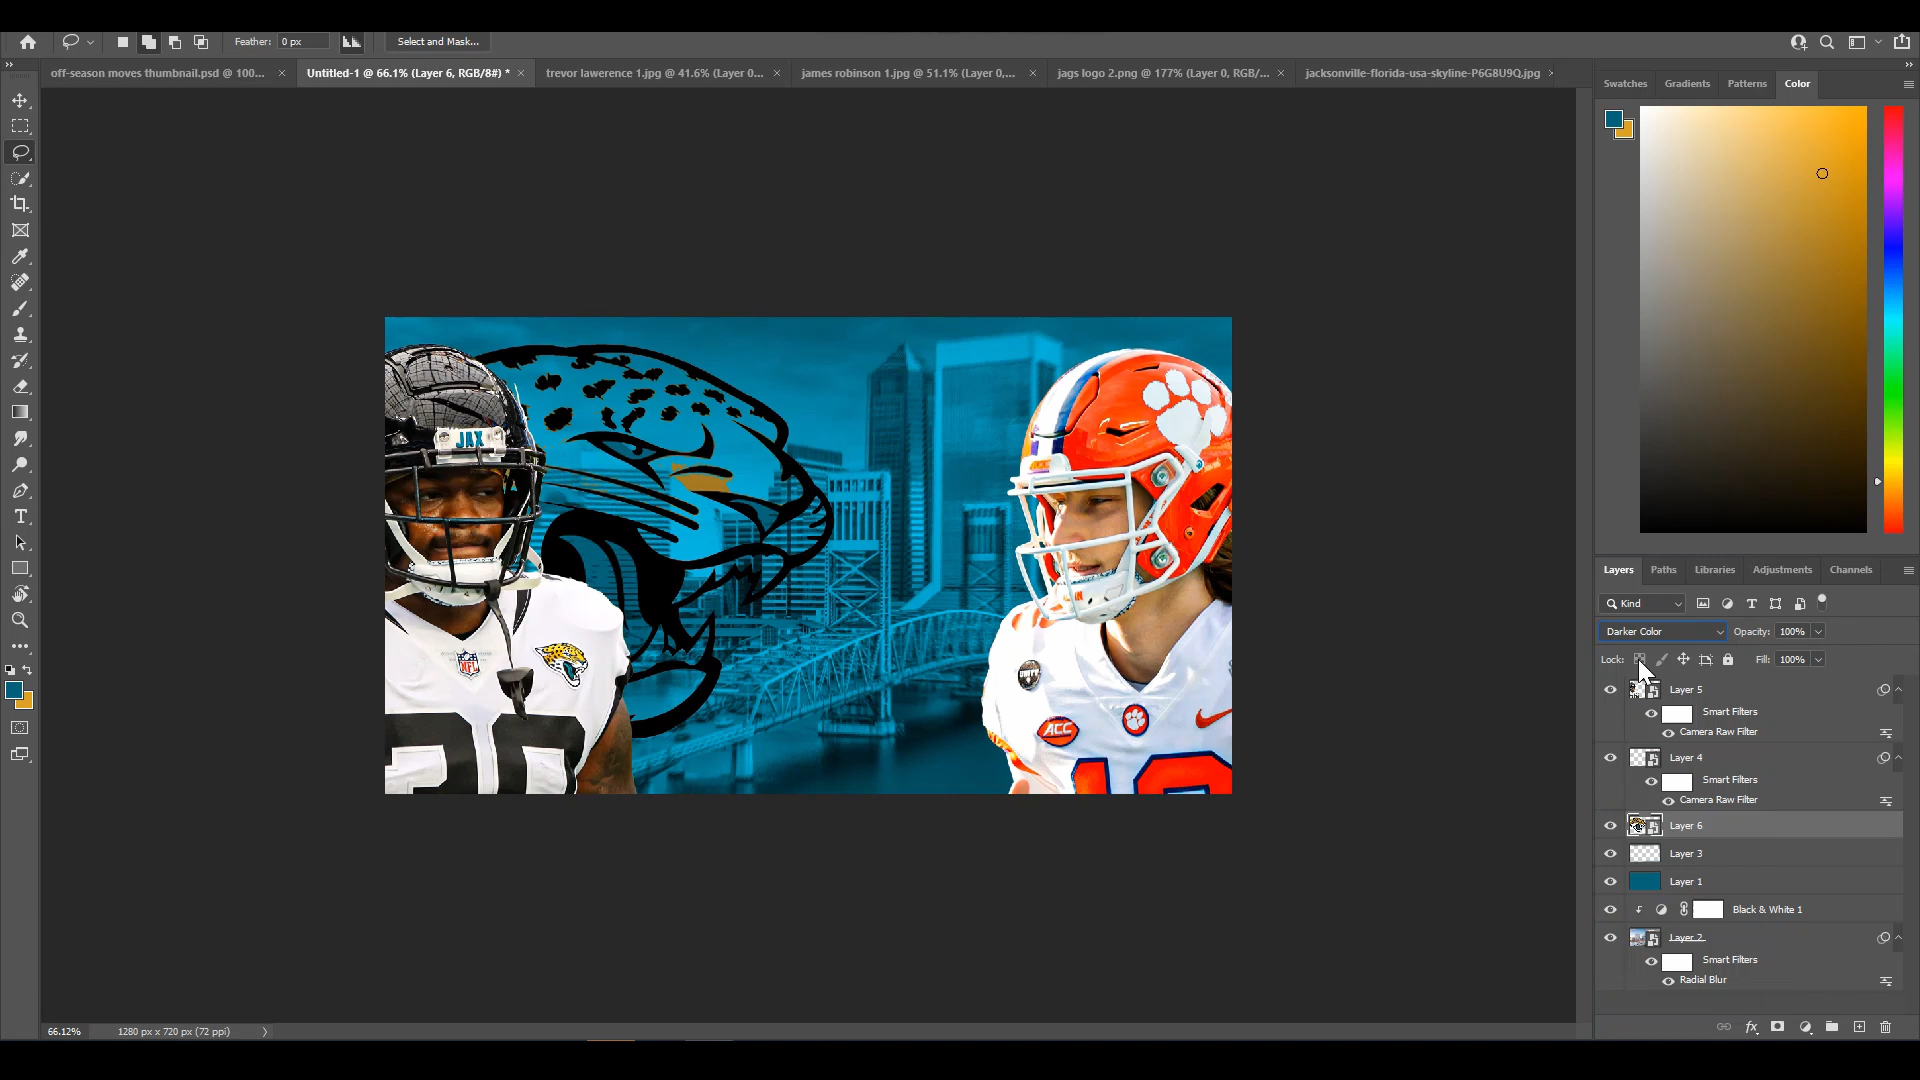 Feather: 0 px Select and Mask...
off-season moves thumbnail.psd @ 100... Untitled-1 @ 66.1% (Layer 6, RGB/8#) * trevor lawerence 1.jpg @ 41.6% (Layer 0... james robinson 1.jpg @ 51.1% (Layer 0,... jags logo 2.png @ 177% (Layer 0, RGB/... jacksonville-florida-usa-skyline-P6G8U9Q.jpg
Swatches Gradients Patterns Color
JAX
NFL
ACC
Layers Paths Libraries Adjustments Channels
Kind
Darker Color Opacity: 100%
Lock: Fill: 100%
Layer 5
Smart Filters
Camera Raw Filter
Layer 4
Smart Filters
Camera Raw Filter
Layer 6
Layer 3
Layer 1
Black & White 1
Layer 2
Smart Filters
Radial Blur
66.12% 1280 px x 720 px (72 ppi)